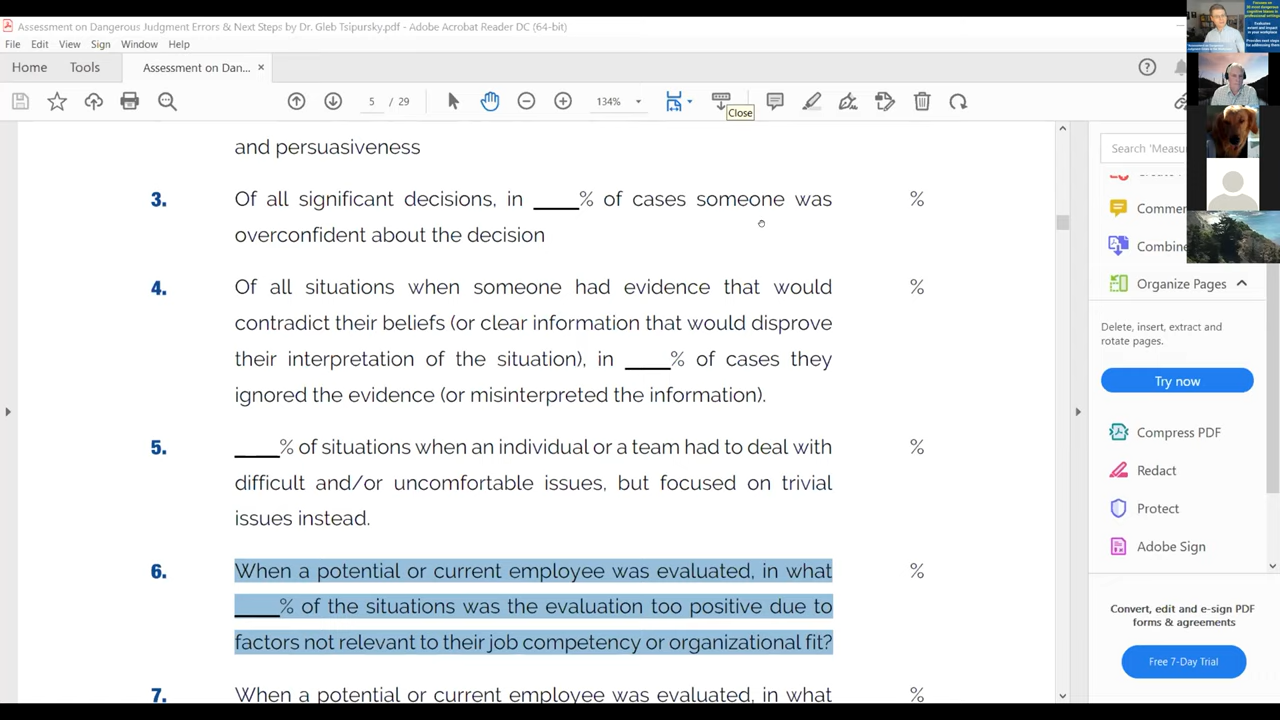 Assessment on Dangerous Judgment Errors & Next Steps by Dr. Gleb Tsipursky.pdf - Adobe Acrobat Reader DC (64-bit)
File Edit View Sign Window Help
Home Tools Assessment on Dan... ×
5 / 29 134%
Close
and persuasiveness
3. Of all significant decisions, in ____% of cases someone was %
overconfident about the decision
4. Of all situations when someone had evidence that would %
contradict their beliefs (or clear information that would disprove
their interpretation of the situation), in ____% of cases they
ignored the evidence (or misinterpreted the information).
5. ____% of situations when an individual or a team had to deal with %
difficult and/or uncomfortable issues, but focused on trivial
issues instead.
6. When a potential or current employee was evaluated, in what %
____% of the situations was the evaluation too positive due to
factors not relevant to their job competency or organizational fit?
7. When a potential or current employee was evaluated, in what %
Search 'Measu
Commen
Combine
Organize Pages
Delete, insert, extract and
rotate pages.
Try now
Compress PDF
Redact
Protect
Adobe Sign
Convert, edit and e-sign PDF
forms & agreements
Free 7-Day Trial